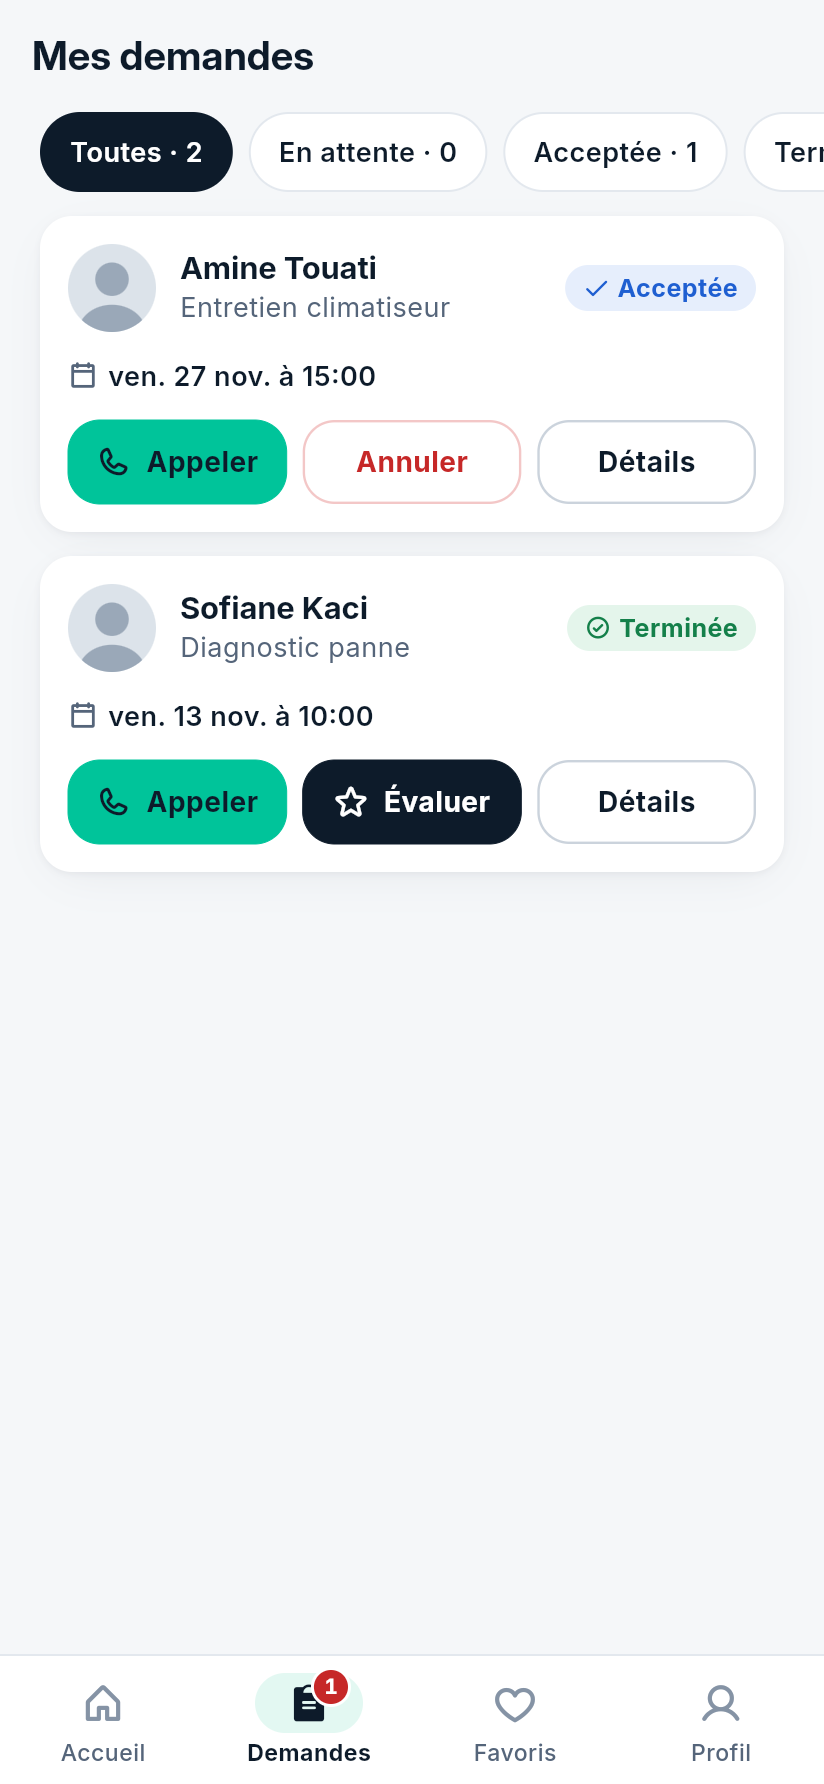 Mes demandes
Toutes · 2
En attente · 0
Acceptée · 1
Amine Touati
Entretien climatiseur
Acceptée
ven. 27 nov. à 15:00
Appeler
Annuler
Détails
Sofiane Kaci
Diagnostic panne
Terminée
ven. 13 nov. à 10:00
Appeler
Évaluer
Détails
1
Accueil
Demandes
Favoris
Profil